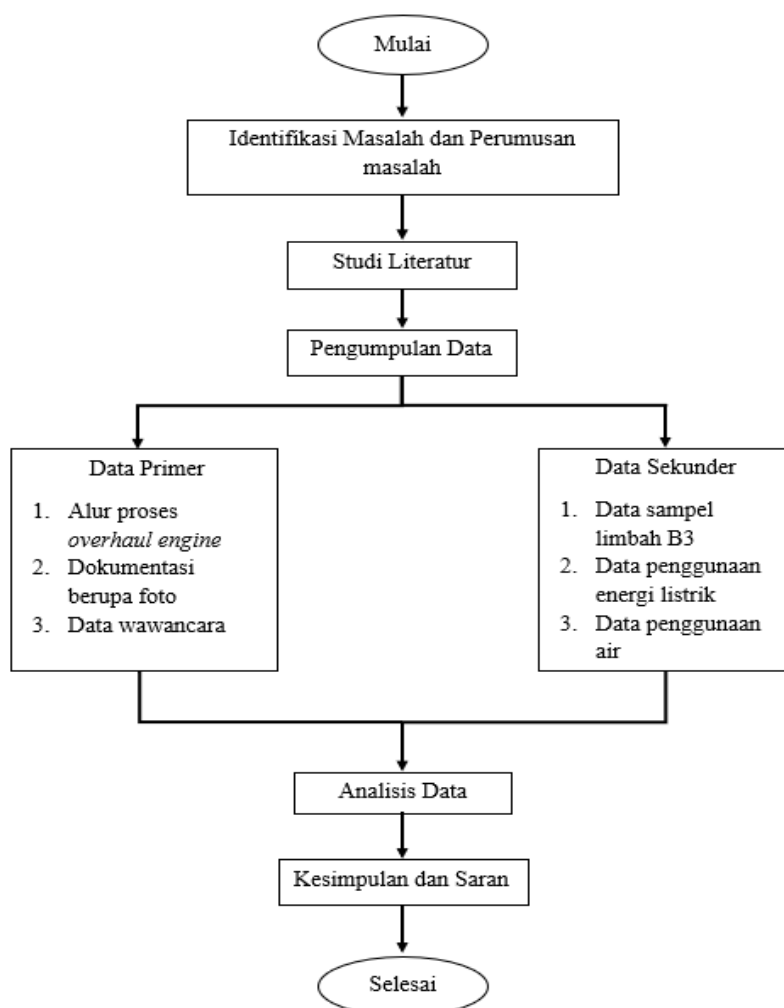 Mulai
Identifikasi Masalah dan Perumusan
masalah
Studi Literatur
Pengumpulan Data
Data Primer
1. Alur proses
overhaul engine
2. Dokumentasi
berupa foto
3. Data wawancara
Data Sekunder
1. Data sampel
limbah B3
2. Data penggunaan
energi listrik
3. Data penggunaan
air
Analisis Data
Kesimpulan dan Saran
Selesai